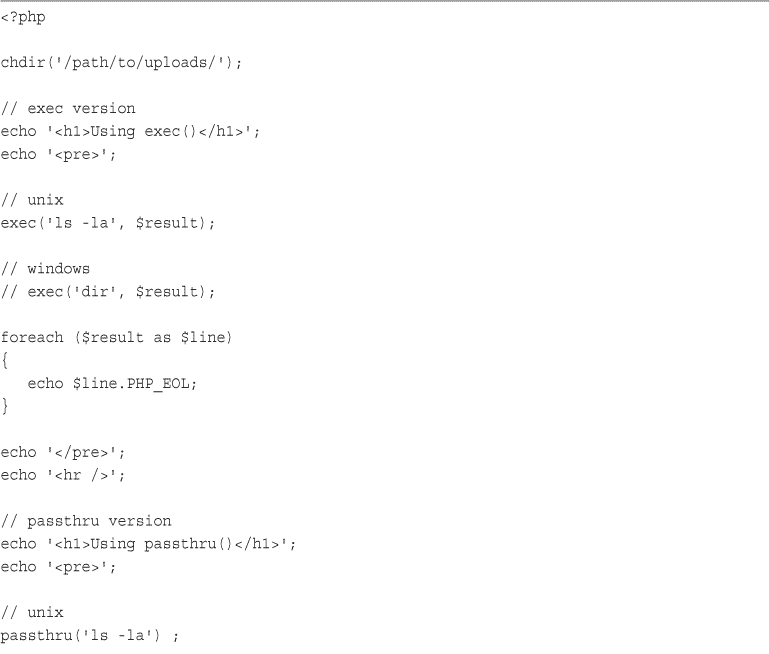 <?php

chdir('/path/to/uploads/');

// exec version
echo '<h1>Using exec()</h1>';
echo '<pre>';

// unix
exec('ls -la', $result);

// windows
// exec('dir', $result);

foreach ($result as $line)
{
   echo $line.PHP_EOL;
}

echo '</pre>';
echo '<hr />';

// passthru version
echo '<h1>Using passthru()</h1>';
echo '<pre>';

// unix
passthru('ls -la') ;